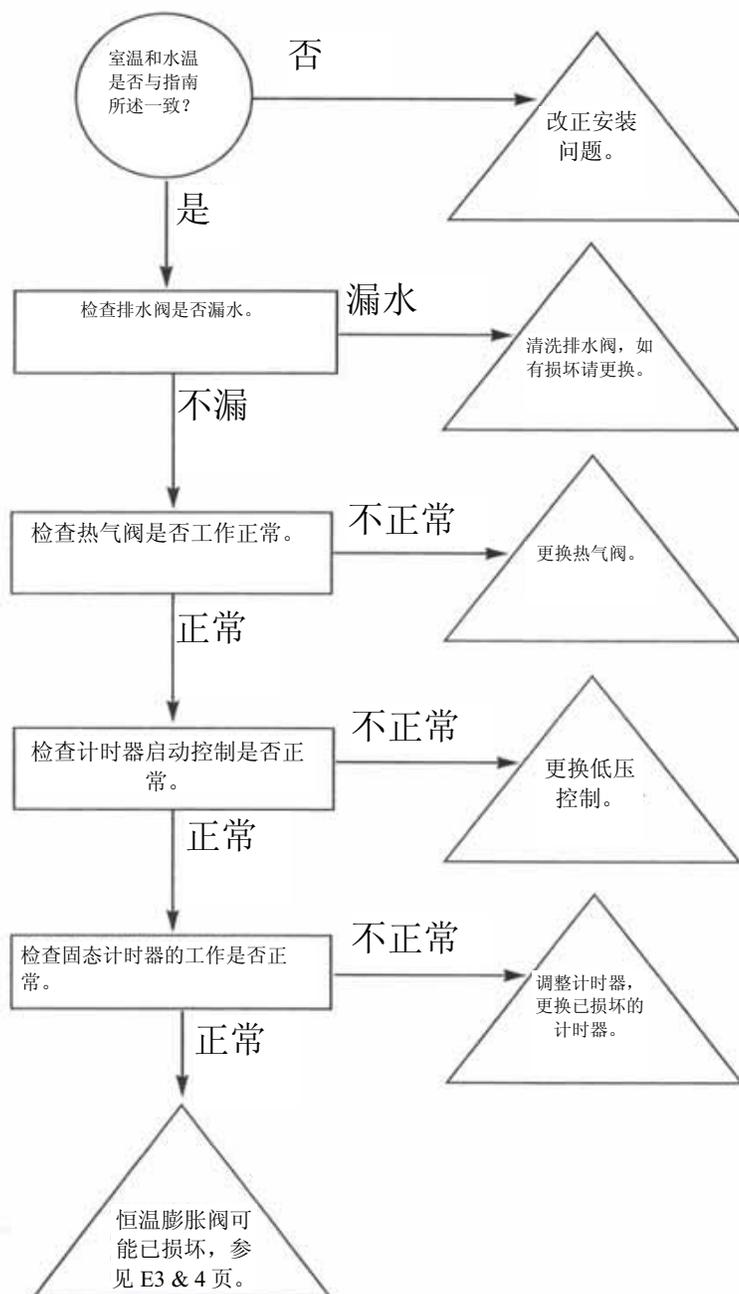 室温和水温
是否与指南
所述一致？
否
改正安装
问题。
是
检查排水阀是否漏水。
漏水
清洗排水阀，如
有损坏请更换。
不漏
检查热气阀是否工作正常。
不正常
更换热气阀。
正常
检查计时器启动控制是否正
常。
不正常
更换低压
控制。
正常
检查固态计时器的工作是否正
常。
不正常
调整计时器，
更换已损坏的
计时器。
正常
恒温膨胀阀可
能已损坏，参
见 E3 & 4 页。